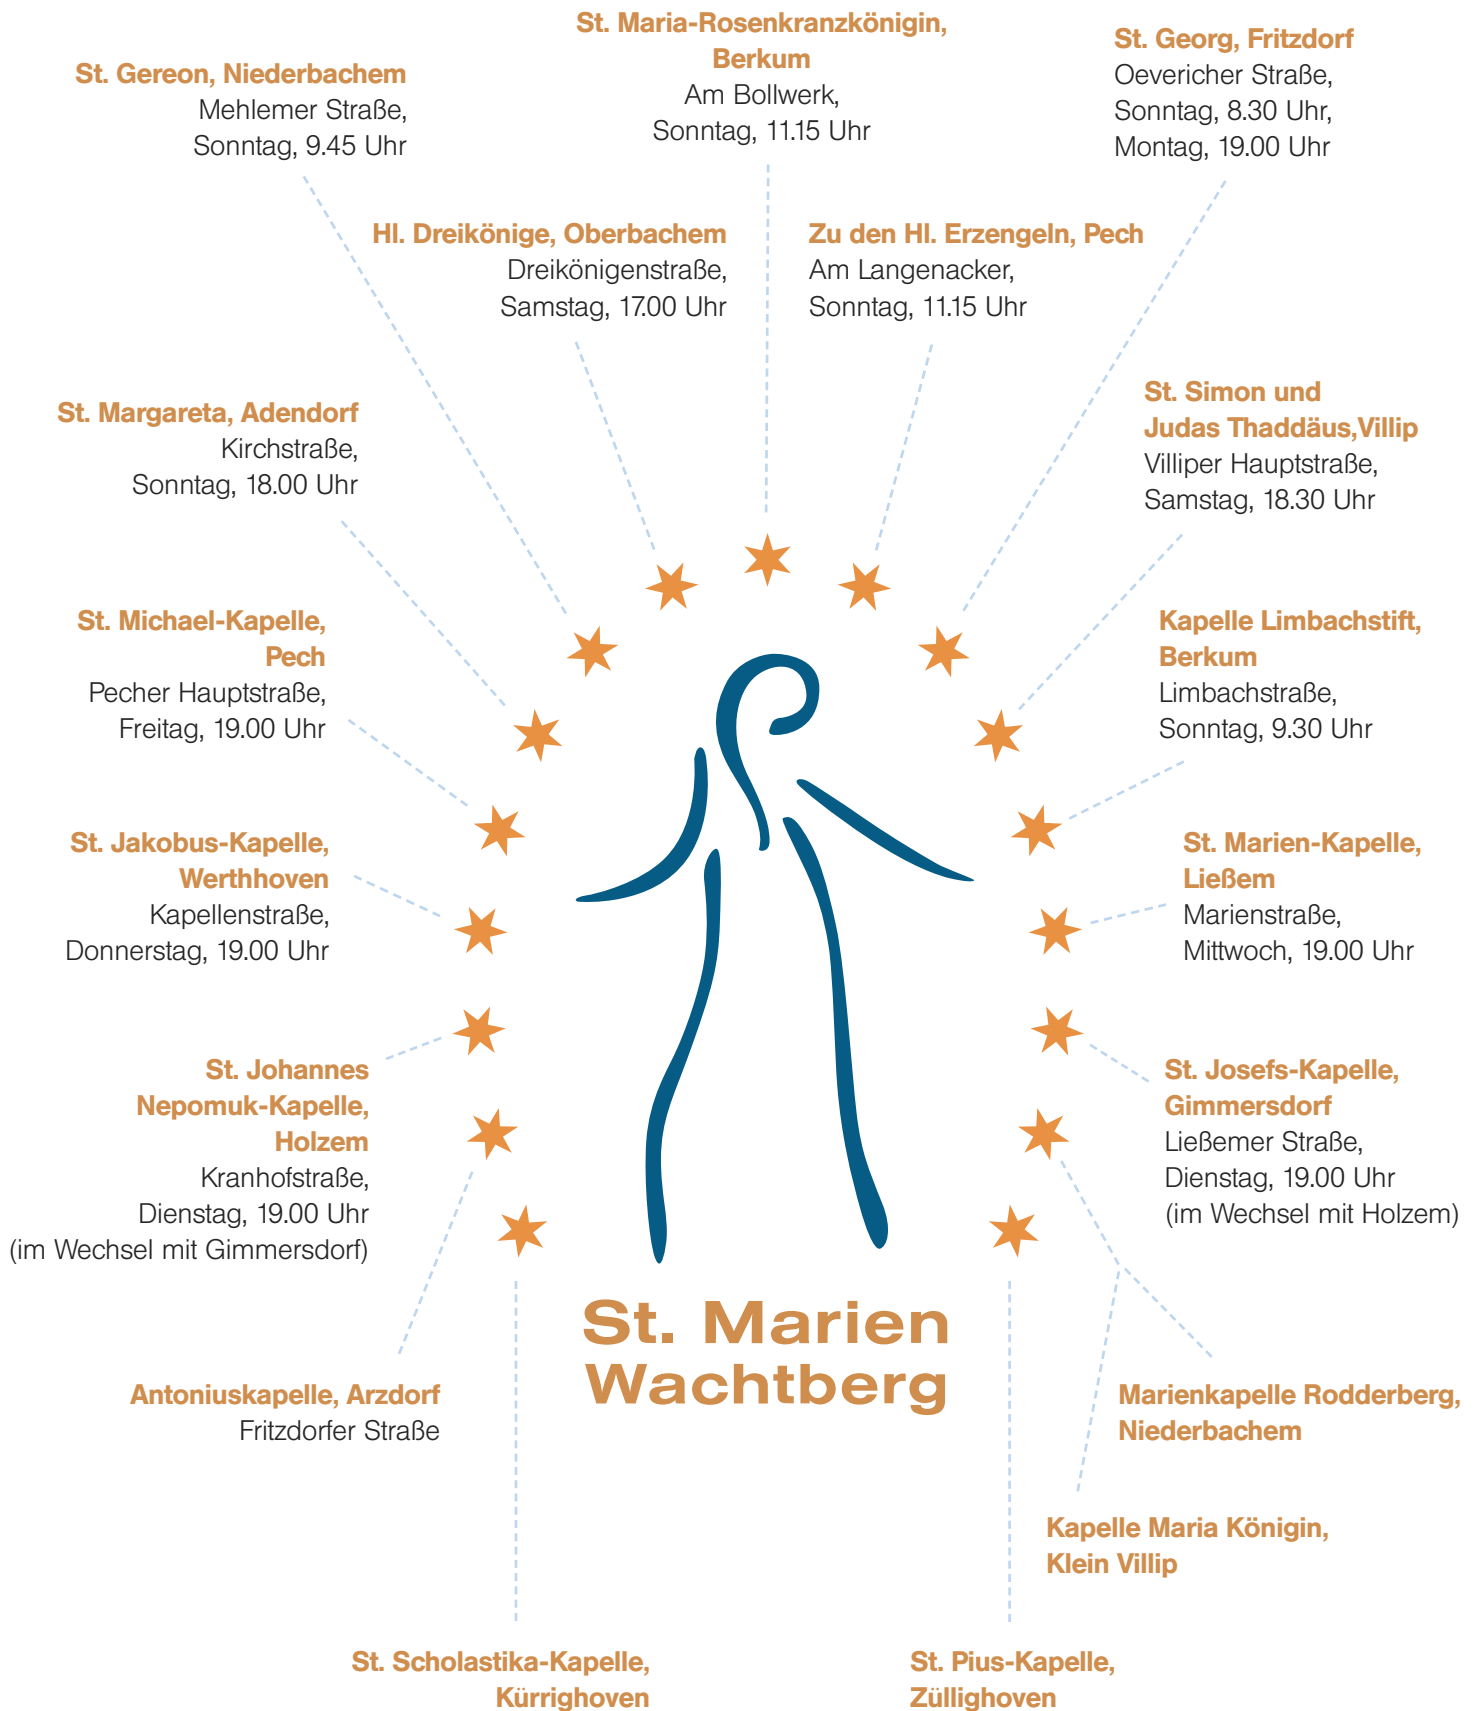 St. Maria-Rosenkranzkönigin,
Berkum
Am Bollwerk,
Sonntag, 11.15 Uhr
St. Georg, Fritzdorf
Oevericher Straße,
Sonntag, 8.30 Uhr,
Montag, 19.00 Uhr
St. Gereon, Niederbachem
Mehlemer Straße,
Sonntag, 9.45 Uhr
Hl. Dreikönige, Oberbachem
Dreikönigenstraße,
Samstag, 17.00 Uhr
Zu den Hl. Erzengeln, Pech
Am Langenacker,
Sonntag, 11.15 Uhr
St. Margareta, Adendorf
Kirchstraße,
Sonntag, 18.00 Uhr
St. Simon und
Judas Thaddäus,Villip
Villiper Hauptstraße,
Samstag, 18.30 Uhr
St. Michael-Kapelle,
Pech
Pecher Hauptstraße,
Freitag, 19.00 Uhr
Kapelle Limbachstift,
Berkum
Limbachstraße,
Sonntag, 9.30 Uhr
St. Jakobus-Kapelle,
Werthhoven
Kapellenstraße,
Donnerstag, 19.00 Uhr
St. Marien-Kapelle,
Ließem
Marienstraße,
Mittwoch, 19.00 Uhr
St. Johannes
Nepomuk-Kapelle,
Holzem
Kranhofstraße,
Dienstag, 19.00 Uhr
(im Wechsel mit Gimmersdorf)
St. Josefs-Kapelle,
Gimmersdorf
Ließemer Straße,
Dienstag, 19.00 Uhr
(im Wechsel mit Holzem)
St. Marien
Wachtberg
Antoniuskapelle, Arzdorf
Fritzdorfer Straße
Marienkapelle Rodderberg,
Niederbachem
Kapelle Maria Königin,
Klein Villip
St. Scholastika-Kapelle,
Kürrighoven
St. Pius-Kapelle,
Züllighoven